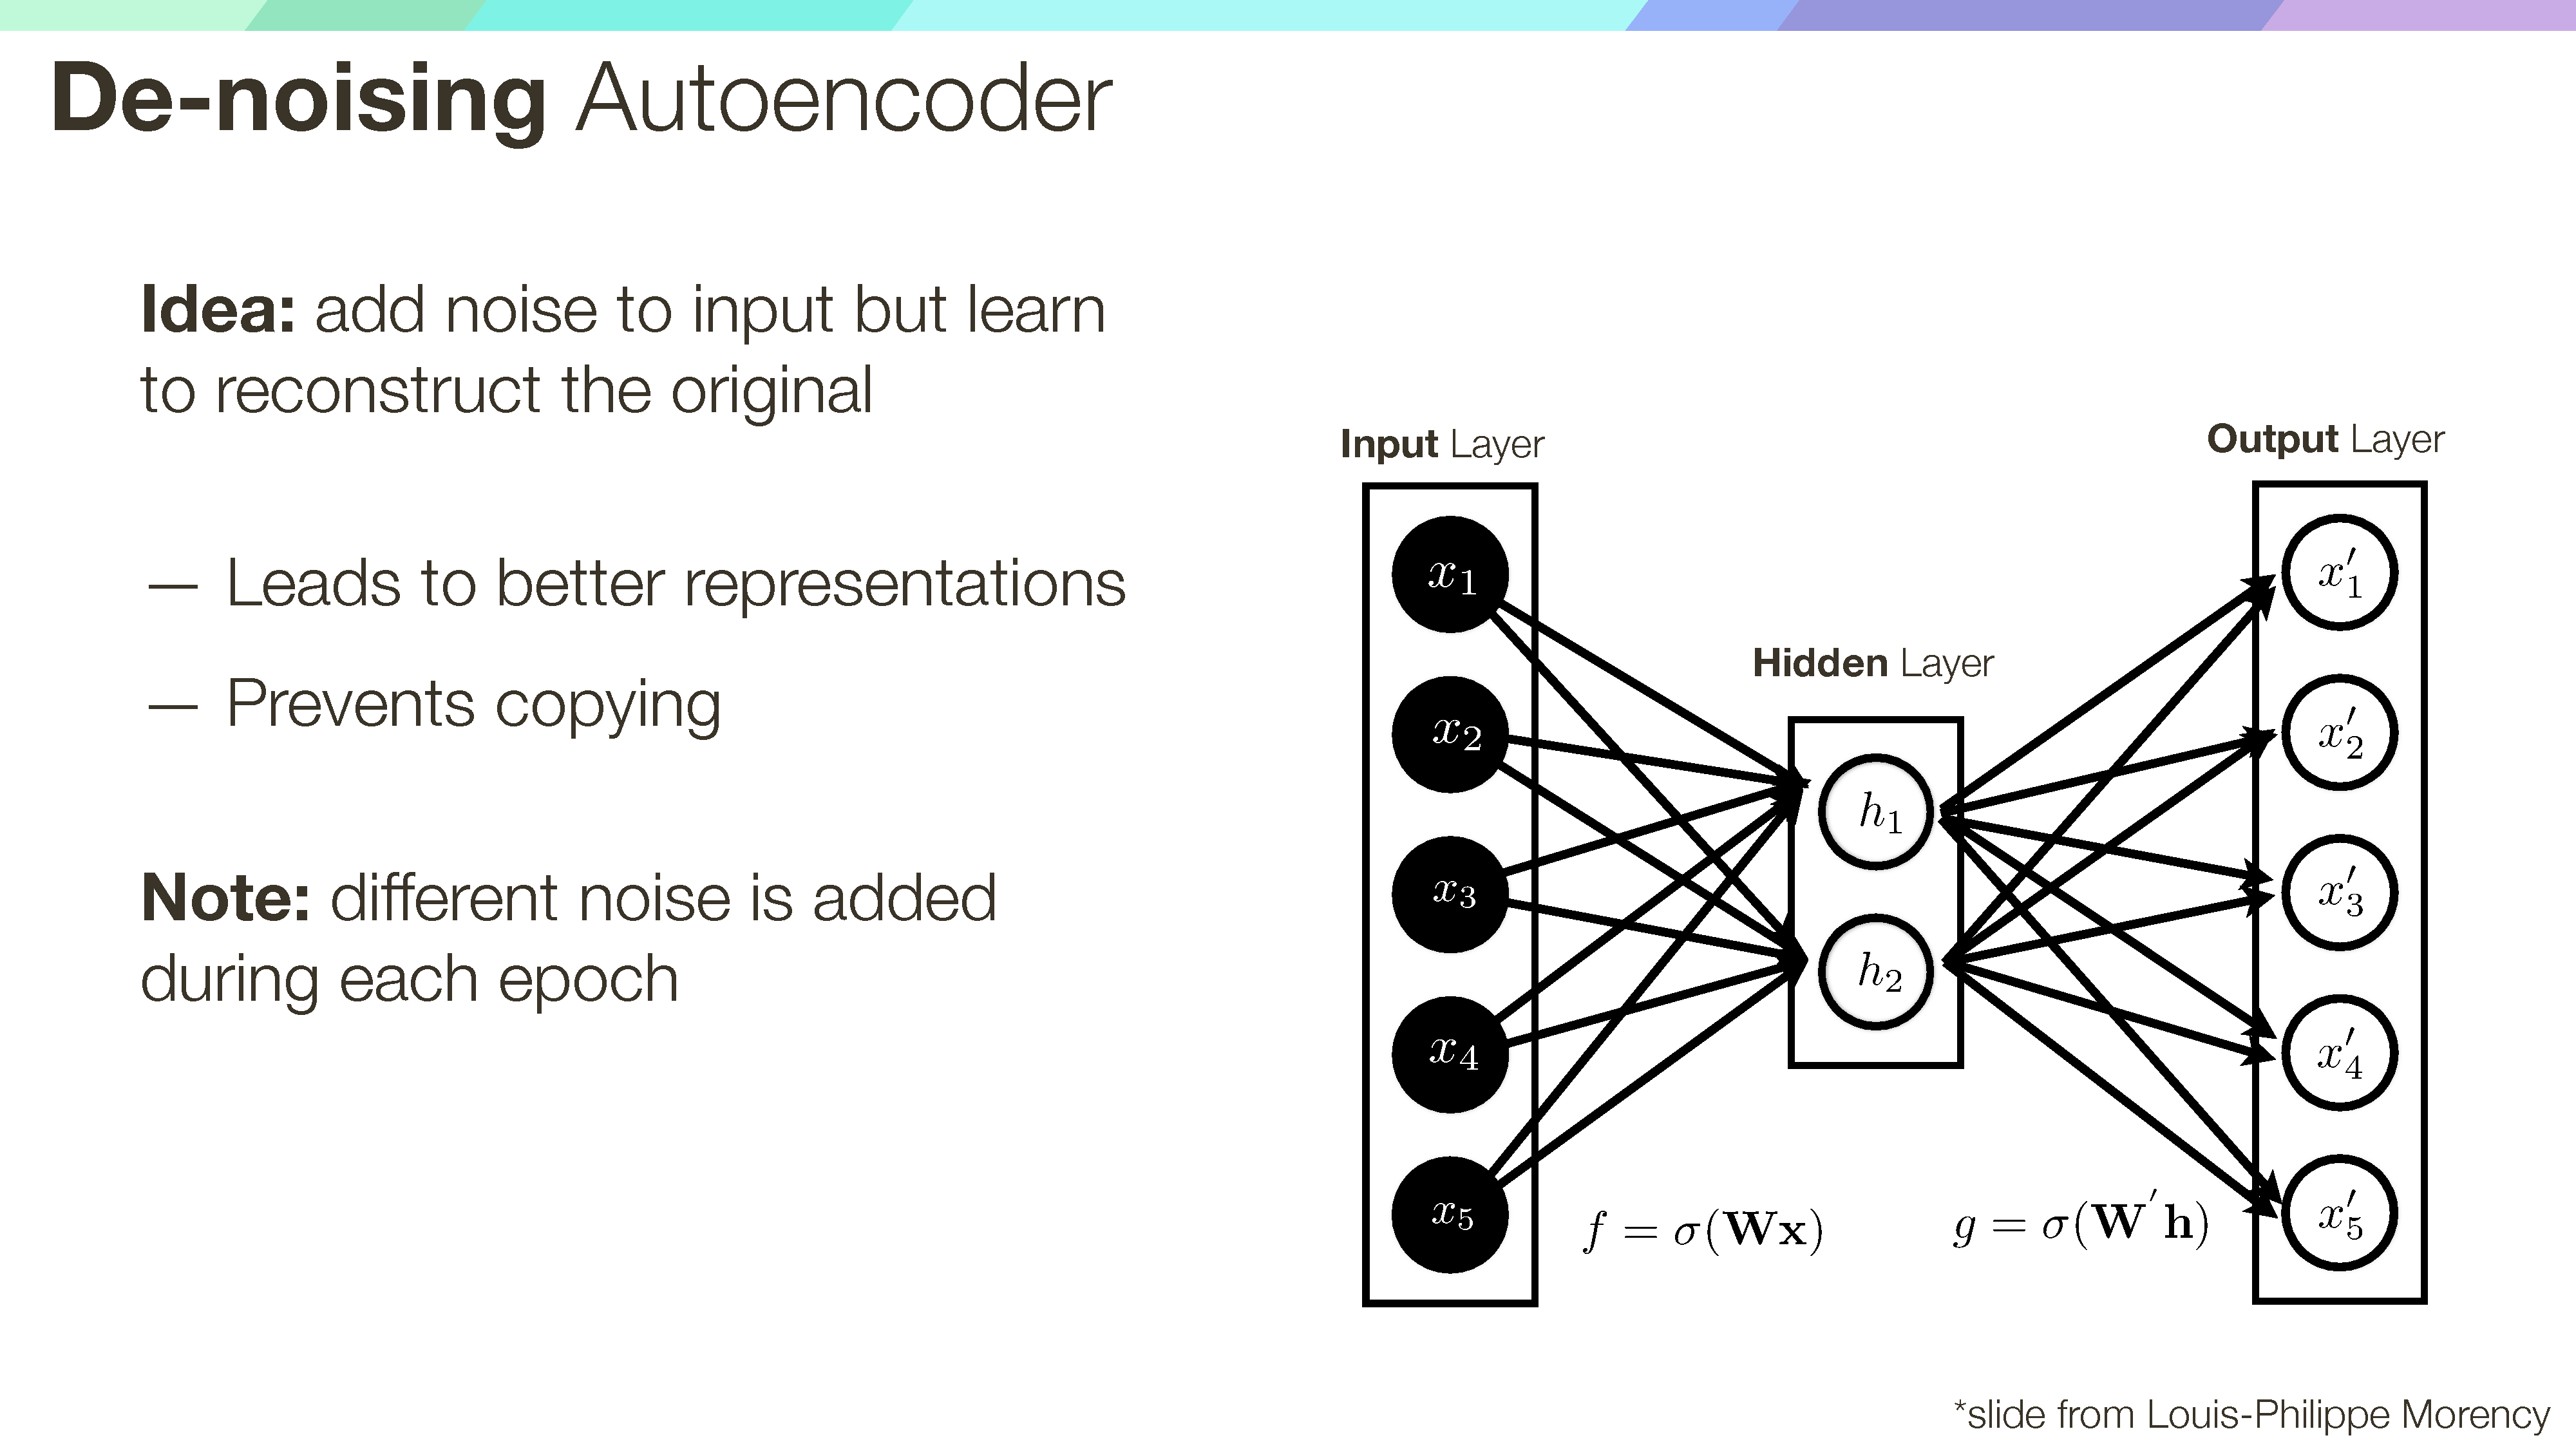 De-noising Autoencoder
Idea: add noise to input but learn
to reconstruct the original
— Leads to better representations
— Prevents copying
Note: different noise is added
during each epoch
Input Layer
x₁
x₂
x₃
x₄
x₅
Hidden Layer
h₁
h₂
Output Layer
x′₁
x′₂
x′₃
x′₄
x′₅
f = σ(Wx)
g = σ(W′h)
*slide from Louis-Philippe Morency